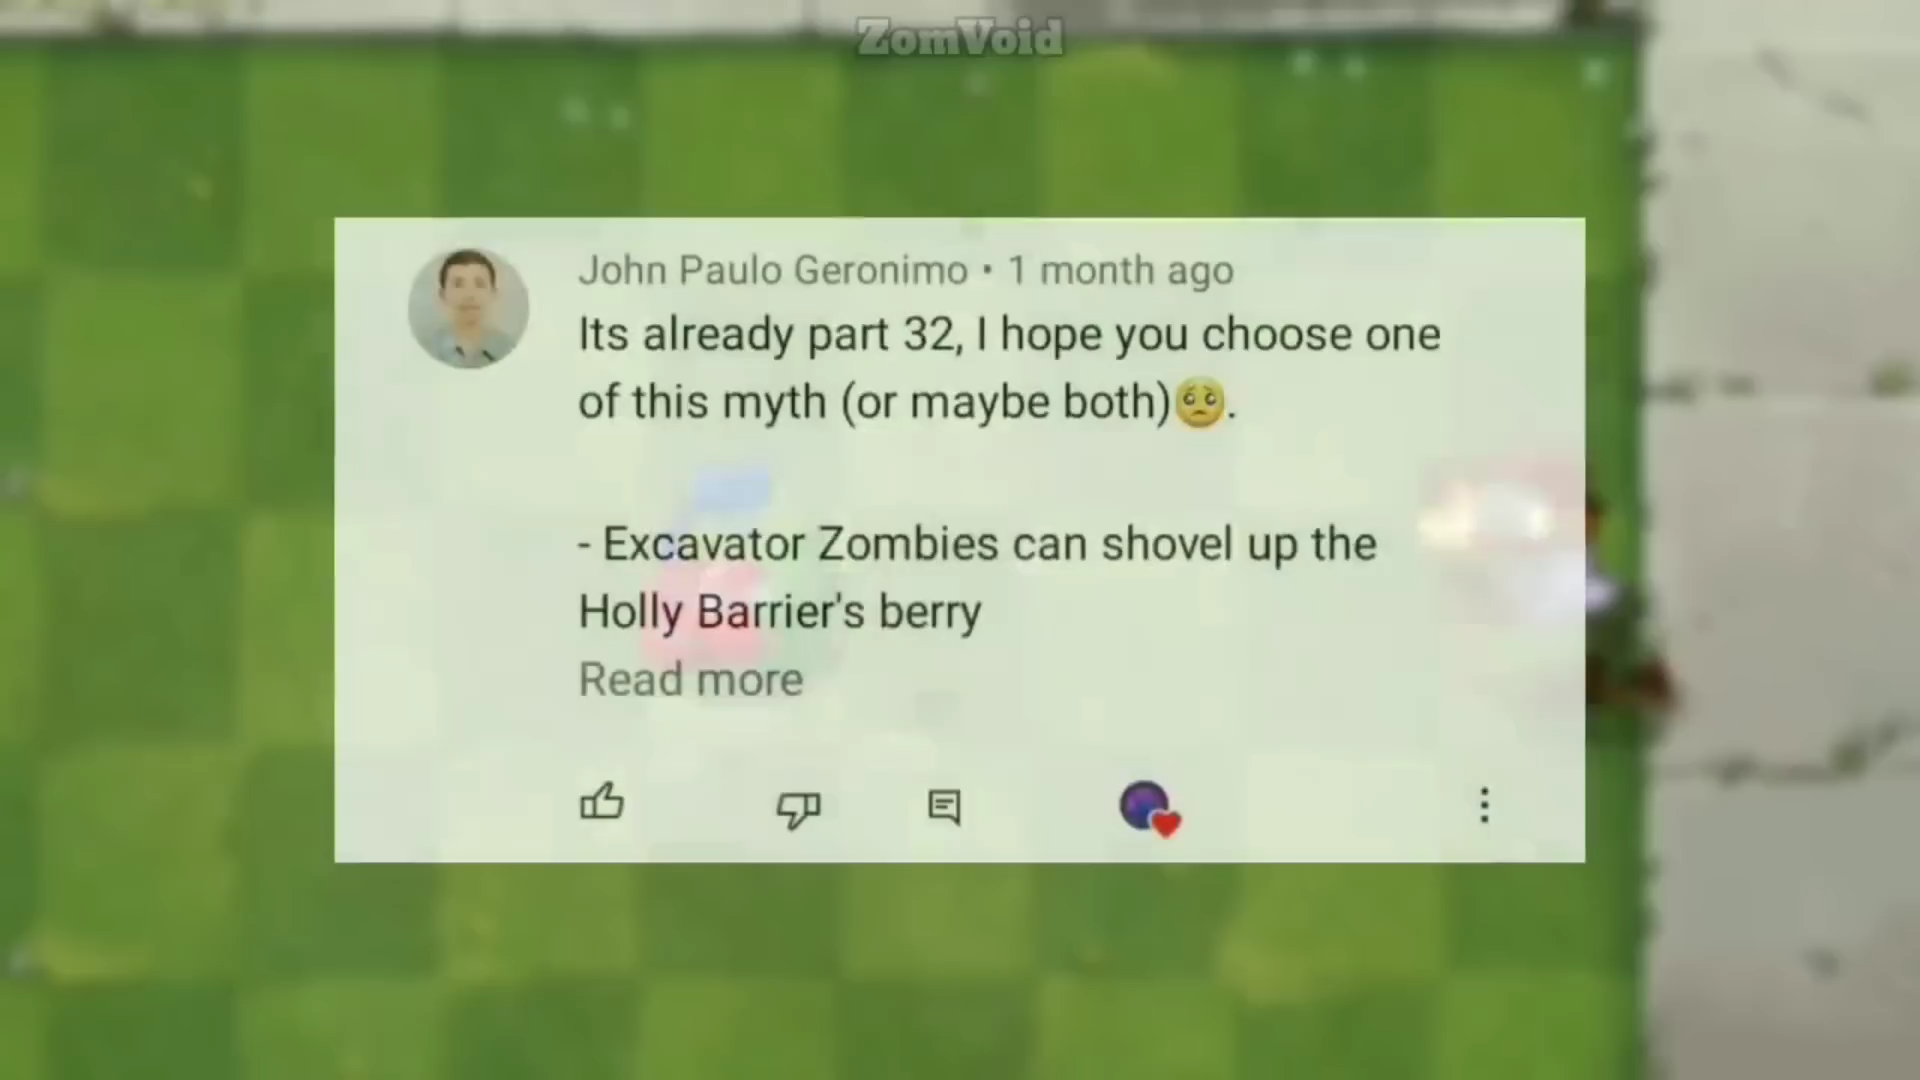 ZomVoid
John Paulo Geronimo • 1 month ago
Its already part 32, I hope you choose one
of this myth (or maybe both)🥺.
- Excavator Zombies can shovel up the
Holly Barrier's berry
Read more